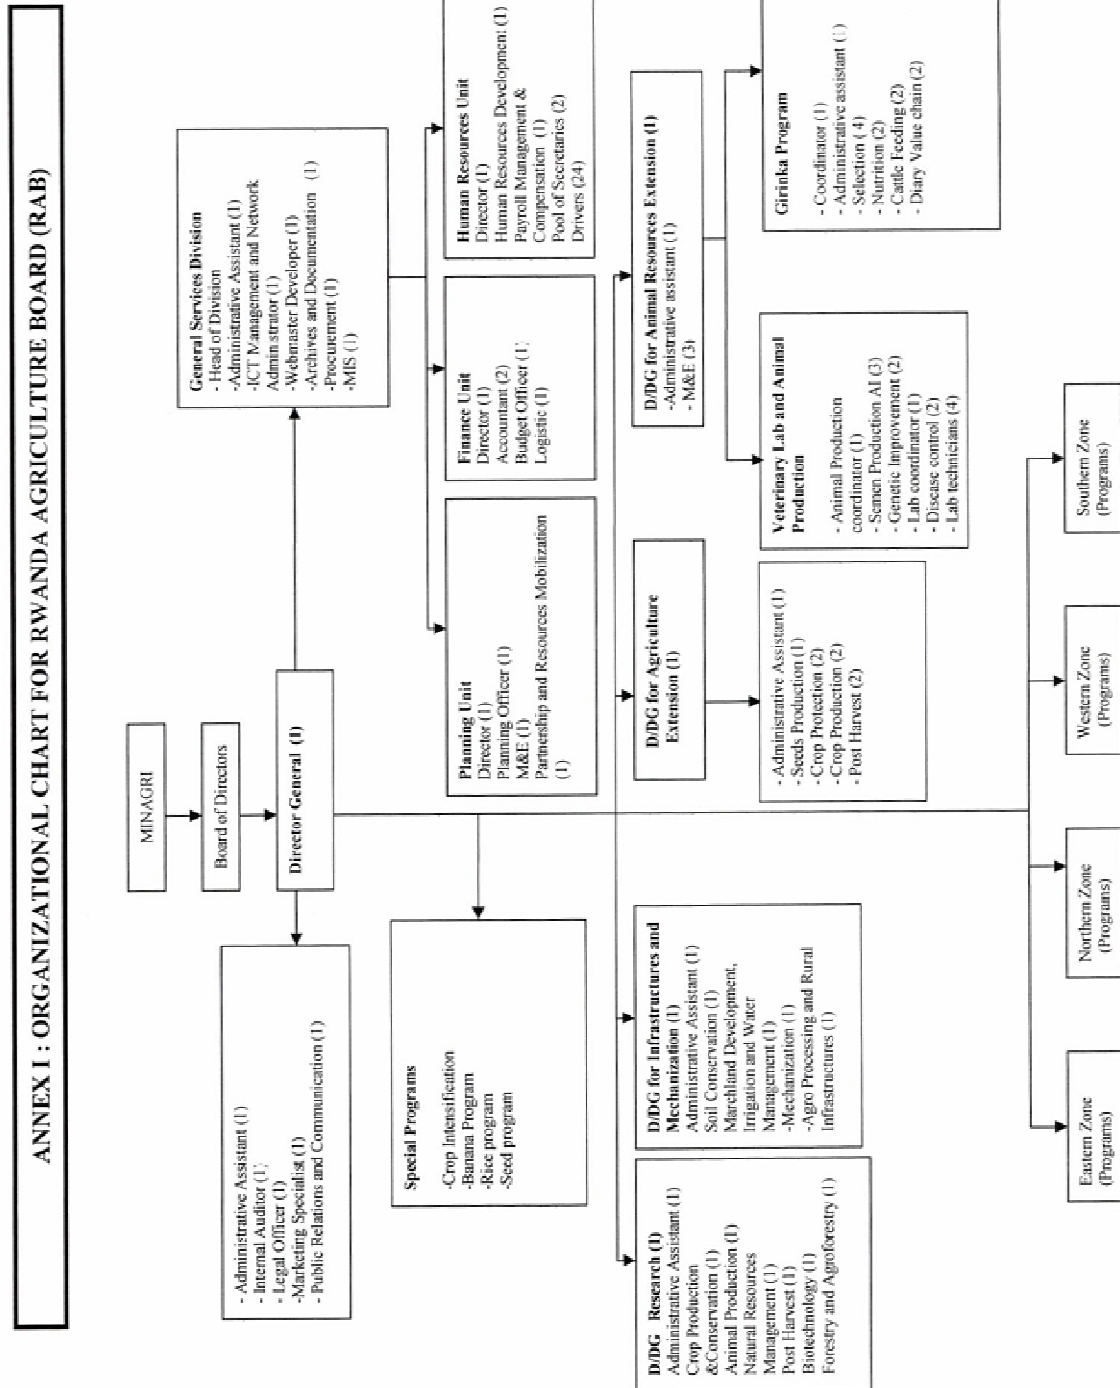 ANNEX I : ORGANIZATIONAL CHART FOR RWANDA AGRICULTURE BOARD (RAB)
MINAGRI
Board of Directors
Director General (1)
- Administrative Assistant (1)
- Internal Auditor (1)
- Legal Officer (1)
-Marketing Specialist (1)
- Public Relations and Communication (1)
General Services Division
- Head of Division
-Administrative Assistant (1)
-ICT Management and Network
Administrator (1)
-Webmaster Developer (1)
-Archives and Documentation (1)
-Procurement (1)
-MIS (1)
Special Programs
-Crop Intensification
-Banana Program
-Rice program
-Seed program
Planning Unit
Director (1)
Planning Officer (1)
M&E (1)
Partnership and Resources Mobilization
(1)
Finance Unit
Director (1)
Accountant (2)
Budget Officer (1)
Logistic (1)
Human Resources Unit
Director (1)
Human Resources Development (1)
Payroll Management &
Compensation (1)
Pool of Secretaries (2)
Drivers (24)
D/DG Research (1)
Administrative Assistant (1)
Crop Production
&Conservation (1)
Animal Production (1)
Natural Resources
Management (1)
Post Harvest (1)
Biotechnology (1)
Forestry and Agroforestry (1)
D/DG for Infrastructures and
Mechanization (1)
Administrative Assistant (1)
Soil Conservation (1)
Marchland Development,
Irrigation and Water
Management (1)
-Mechanization (1)
-Agro Processing and Rural
Infrastructures (1)
D/DG for Agriculture
Extension (1)
- Administrative Assistant (1)
- Seeds Production (1)
- Crop Protection (2)
- Crop Production (2)
- Post Harvest (2)
D/DG for Animal Resources Extension (1)
-Administrative assistant (1)
- M&E (3)
Veterinary Lab and Animal
Production
- Animal Production
coordinator (1)
- Semen Production AI (3)
- Genetic Improvement (2)
- Lab coordinator (1)
- Disease control (2)
- Lab technicians (4)
Girinka Program
- Coordinator (1)
- Administrative assistant (1)
- Selection ( 4)
- Nutrition (2)
- Cattle Feeding (2)
- Diary Value chain (2)
Eastern Zone
(Programs)
Northern Zone
(Programs)
Western Zone
(Programs)
Southern Zone
(Programs)